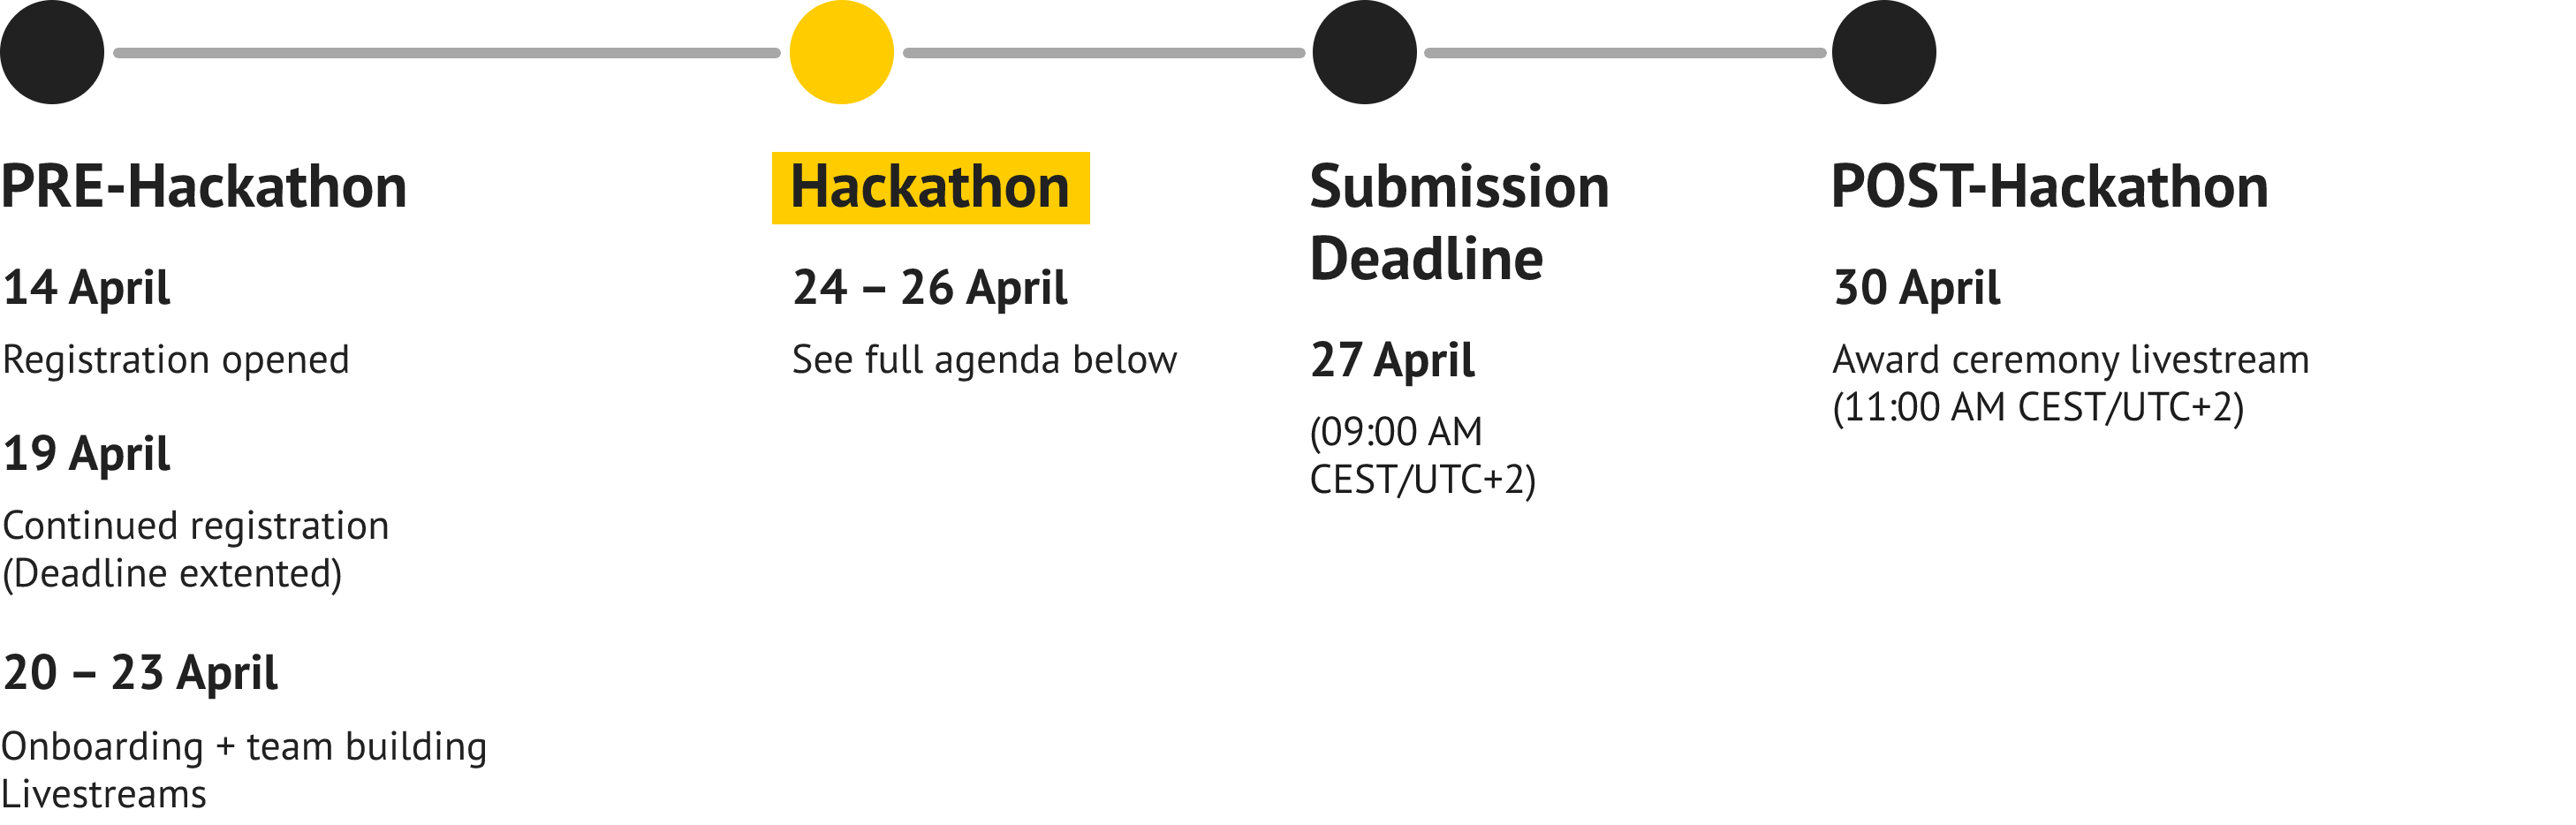 PRE-Hackathon
14 April
Registration opened
19 April
Continued registration
(Deadline extented)
20 – 23 April
Onboarding + team building
Livestreams
Hackathon
24 – 26 April
See full agenda below
Submission
Deadline
27 April
(09:00 AM
CEST/UTC+2)
POST-Hackathon
30 April
Award ceremony livestream
(11:00 AM CEST/UTC+2)